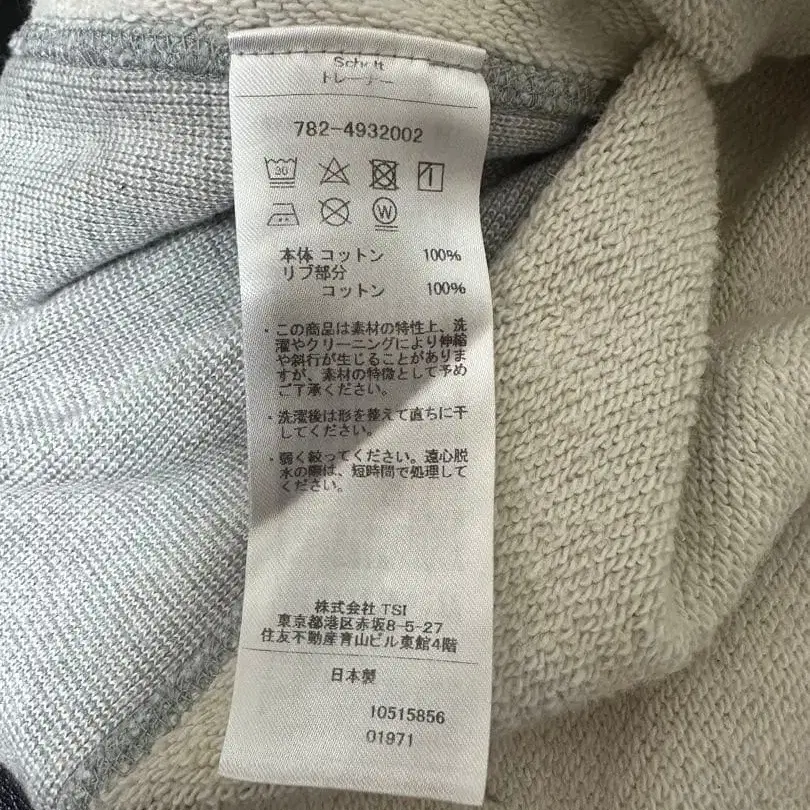 Schott
トレーナー
782-4932002
30
W
本体 コットン 100%
リブ部分
コットン 100%
・この商品は素材の特性上、洗
濯やクリーニングにより伸縮
や斜行が生じることがありま
すが、素材の特徴として予め
ご了承ください。
・洗濯後は形を整えて直ちに干
してください。
・弱く絞ってください。遠心脱
水の際は、短時間で処理して
ください。
株式会社 TSI
東京都港区赤坂8-5-27
住友不動産青山ビル東館4階
日本製
10515856
01971